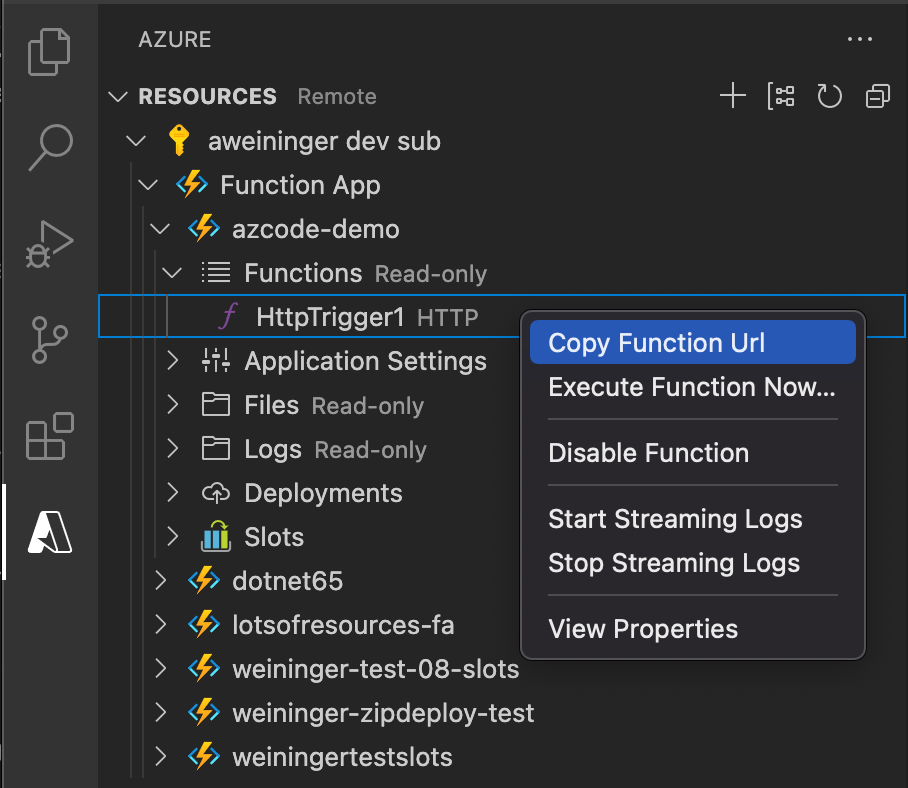 AZURE
RESOURCES Remote
aweininger dev sub
Function App
azcode-demo
Functions Read-only
HttpTrigger1 HTTP
Copy Function Url
Application Settings
Execute Function Now...
Files Read-only
Logs Read-only
Disable Function
Deployments
Start Streaming Logs
Slots
Stop Streaming Logs
dotnet65
lotsofresources-fa
View Properties
weininger-test-08-slots
weininger-zipdeploy-test
weiningertestslots